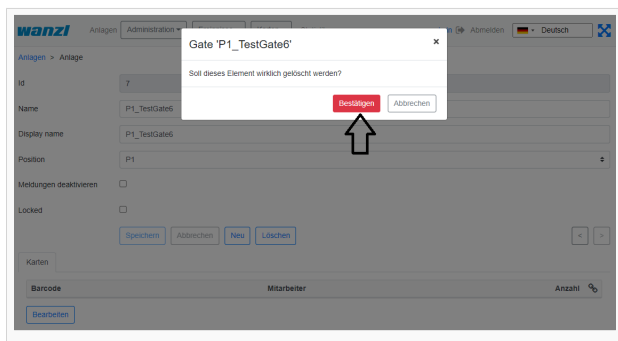 wanzl Anlagen Administration Abmelden Deutsch
Gate 'P1_TestGate6' ×
Anlagen > Anlage
Soll dieses Element wirklich gelöscht werden?
Id 7
Bestätigen Abbrechen
Name P1_TestGate6
Display name P1_TestGate6
Position P1
Meldungen deaktivieren
Locked
Speichern Abbrechen Neu Löschen < >
Karten
Barcode Mitarbeiter Anzahl
Bearbeiten